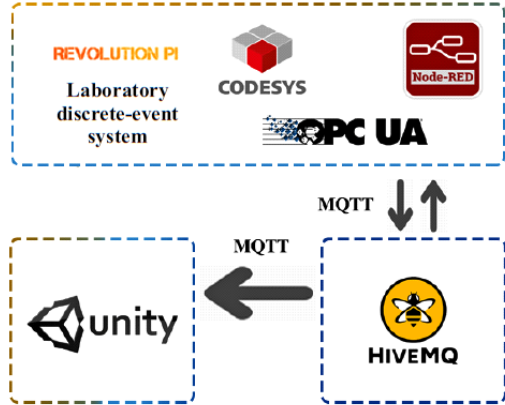 REVOLUTION PI
Laboratory
discrete-event
system
CODESYS
Node-RED
OPC UA
MQTT
MQTT
unity
HIVEMQ